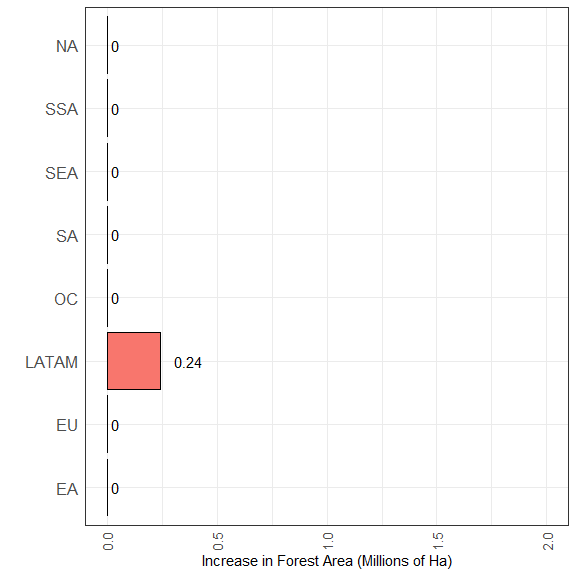 NA 0
SSA 0
SEA 0
SA 0
OC 0
LATAM 0.24
EU 0
EA 0
0.0 0.5 1.0 1.5 2.0
Increase in Forest Area (Millions of Ha)